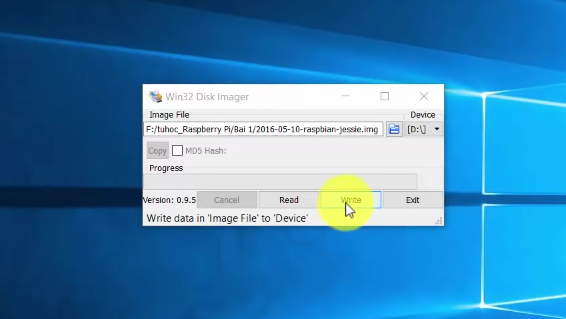 Win32 Disk Imager
Image File
Device
F:/tuhoc_Raspberry Pi/Bai 1/2016-05-10-raspbian-jessie.img
[D:\]
Copy
MD5 Hash:
Progress
Version: 0.9.5
Cancel
Read
Write
Exit
Write data in 'Image File' to 'Device'